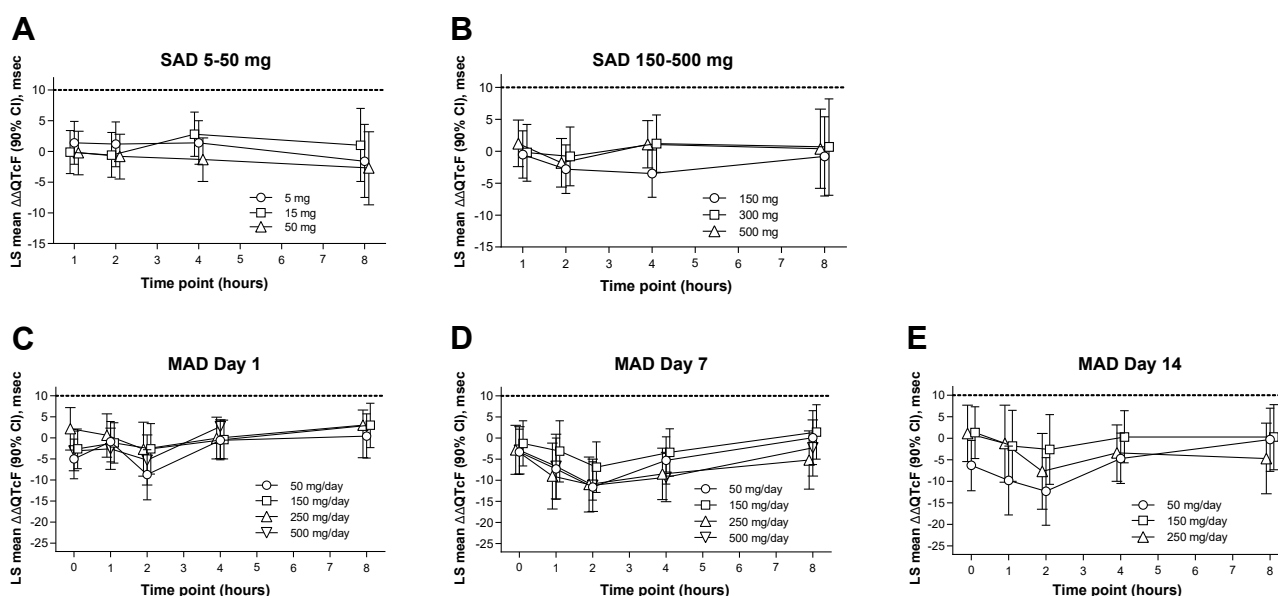 A
SAD 5-50 mg
LS mean ΔΔQTcF (90% CI), msec
10
5
0
-5
-10
-15
5 mg
15 mg
50 mg
1 2 3 4 5 6 7 8
Time point (hours)
B
SAD 150-500 mg
LS mean ΔΔQTcF (90% CI), msec
10
5
0
-5
-10
-15
150 mg
300 mg
500 mg
1 2 3 4 5 6 7 8
Time point (hours)
C
MAD Day 1
LS mean ΔΔQTcF (90% CI), msec
10
5
0
-5
-10
-15
-20
-25
50 mg/day
150 mg/day
250 mg/day
500 mg/day
0 1 2 3 4 5 6 7 8
Time point (hours)
D
MAD Day 7
LS mean ΔΔQTcF (90% CI), msec
10
5
0
-5
-10
-15
-20
-25
50 mg/day
150 mg/day
250 mg/day
500 mg/day
0 1 2 3 4 5 6 7 8
Time point (hours)
E
MAD Day 14
LS mean ΔΔQTcF (90% CI), msec
10
5
0
-5
-10
-15
-20
-25
50 mg/day
150 mg/day
250 mg/day
0 1 2 3 4 5 6 7 8
Time point (hours)